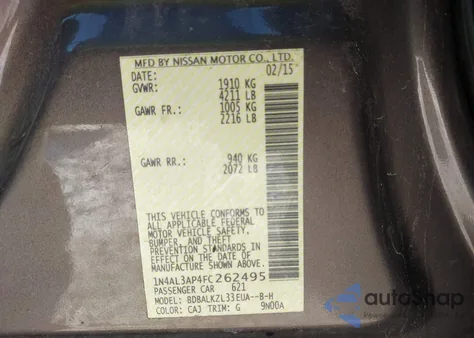 MFD BY NISSAN MOTOR CO., LTD.
DATE: 02/15
GVWR: 1910 KG
4211 LB
GAWR FR.: 1005 KG
2216 LB
GAWR RR.: 940 KG
2072 LB
THIS VEHICLE CONFORMS TO
ALL APPLICABLE FEDERAL
MOTOR VEHICLE SAFETY,
BUMPER, AND THEFT
PREVENTION STANDARDS
IN EFFECT ON THE DATE OF
MANUFACTURE SHOWN ABOVE.
1N4AL3AP4FC262495
PASSENGER CAR 621
MODEL: BDBALKZL33EUA--B-H
COLOR: CAJ TRIM: G 9N00A
autosnap